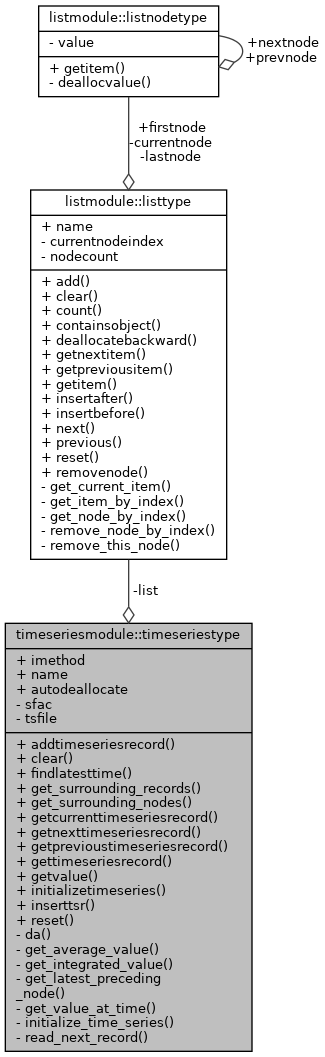 listmodule::listnodetype
- value
+ getitem()
- deallocvalue()
+nextnode
+prevnode
+firstnode
-currentnode
-lastnode
listmodule::listtype
+ name
- currentnodeindex
- nodecount
+ add()
+ clear()
+ count()
+ containsobject()
+ deallocatebackward()
+ getnextitem()
+ getpreviousitem()
+ getitem()
+ insertafter()
+ insertbefore()
+ next()
+ previous()
+ reset()
+ removenode()
- get_current_item()
- get_item_by_index()
- get_node_by_index()
- remove_node_by_index()
- remove_this_node()
-list
timeseriesmodule::timeseriestype
+ imethod
+ name
+ autodeallocate
- sfac
- tsfile
+ addtimeseriesrecord()
+ clear()
+ findlatesttime()
+ get_surrounding_records()
+ get_surrounding_nodes()
+ getcurrenttimeseriesrecord()
+ getnexttimeseriesrecord()
+ getprevioustimeseriesrecord()
+ gettimeseriesrecord()
+ getvalue()
+ initializetimeseries()
+ inserttsr()
+ reset()
- da()
- get_average_value()
- get_integrated_value()
- get_latest_preceding
_node()
- get_value_at_time()
- initialize_time_series()
- read_next_record()